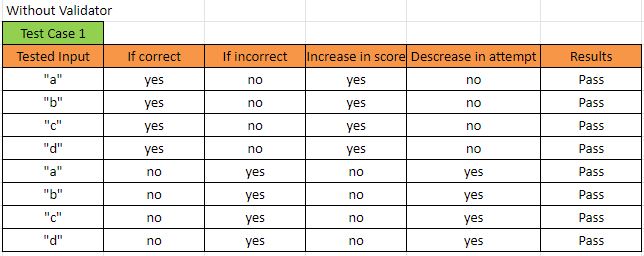 Without Validator
Test Case 1
Tested Input If correct If incorrect Increase in score Descrease in attempt Results
"a" yes no yes no Pass
"b" yes no yes no Pass
"c" yes no yes no Pass
"d" yes no yes no Pass
"a" no yes no yes Pass
"b" no yes no yes Pass
"c" no yes no yes Pass
"d" no yes no yes Pass